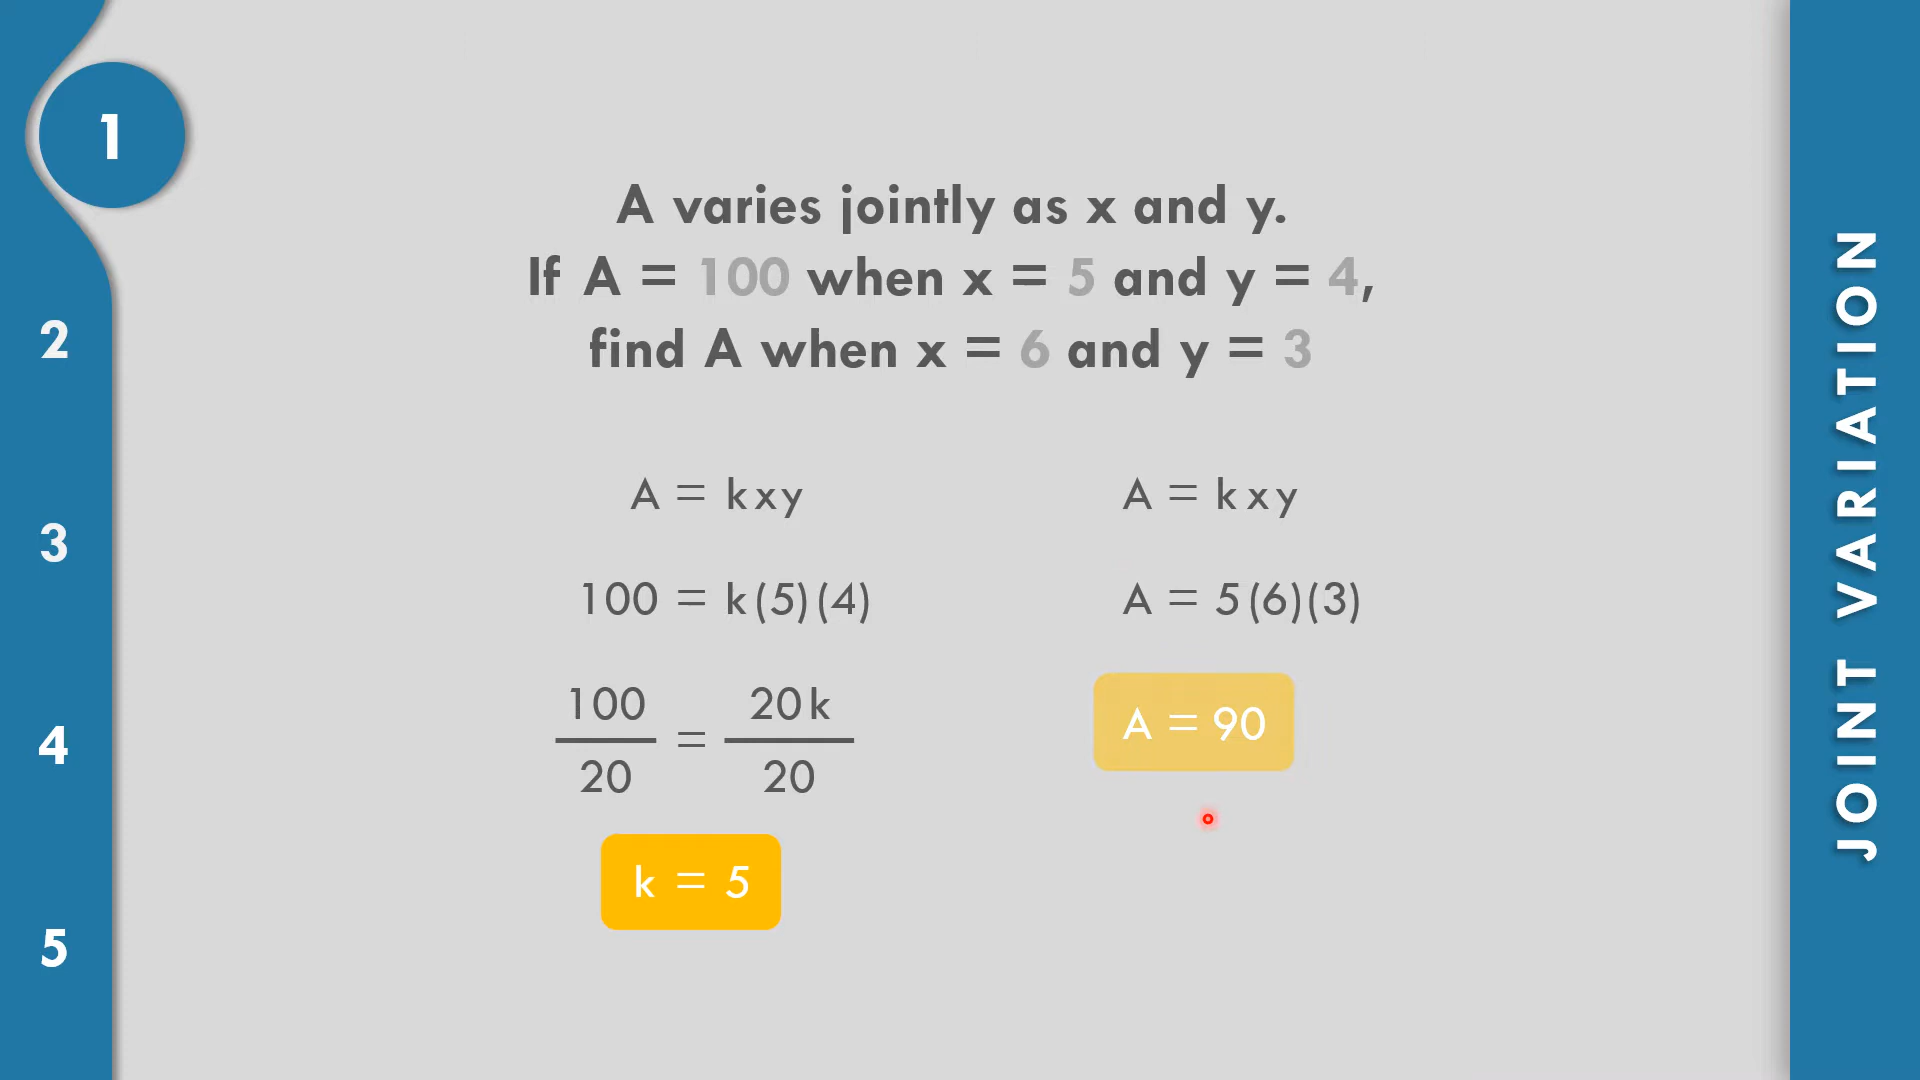 1
2
3
4
5
A varies jointly as x and y.
If A = 100 when x = 5 and y = 4,
find A when x = 6 and y = 3
A = kxy
100 = k(5)(4)
100/20 = 20k/20
k = 5
A = kxy
A = 5(6)(3)
A = 90
JOINT VARIATION